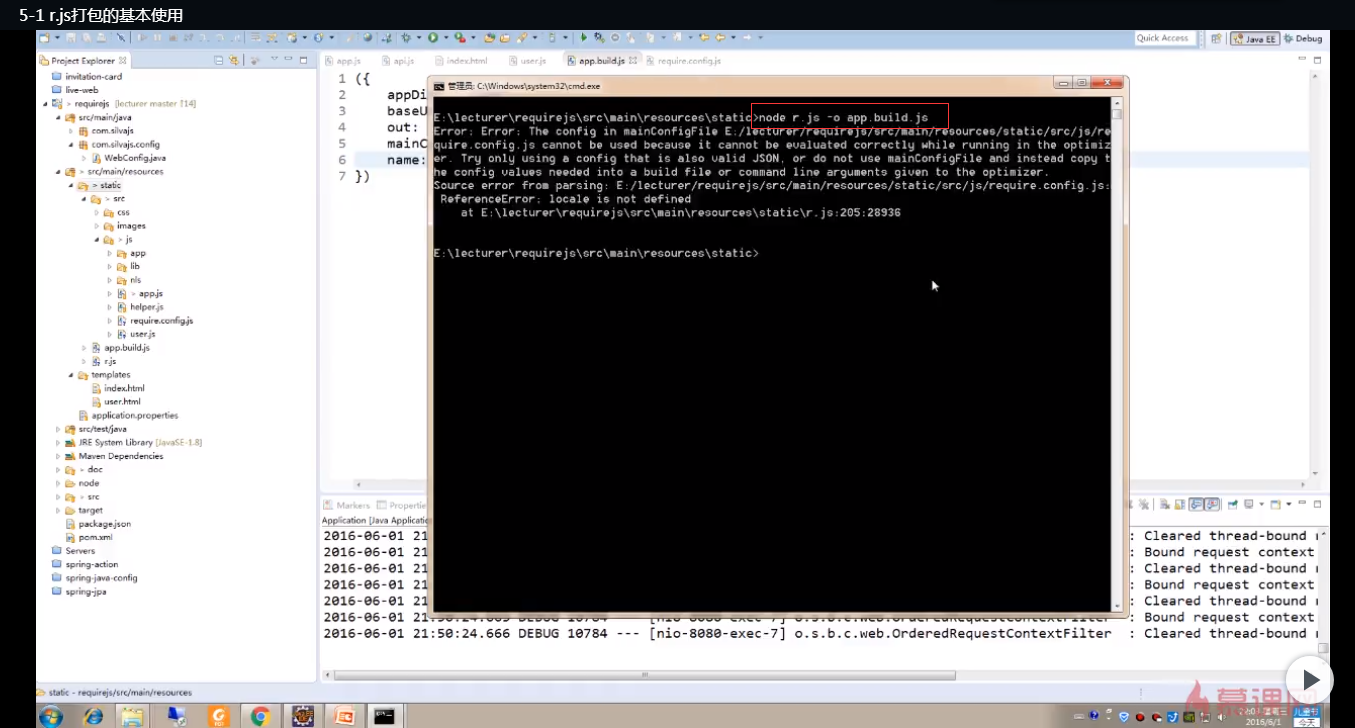 5-1 r.js打包的基本使用
Quick Access
Java EE
Debug
Project Explorer
app.js
api.js
index.html
user.js
app.build.js
require.config.js
invitation-card
live-web
> requirejs [lecturer master ↑14]
src/main/java
com.silvajs
com.silvajs.config
WebConfig.java
> src/main/resources
> static
> src
css
images
> js
app
lib
nls
> app.js
helper.js
require.config.js
user.js
app.build.js
r.js
templates
index.html
user.html
application.properties
src/test/java
JRE System Library [JavaSE-1.8]
Maven Dependencies
> doc
node
> src
target
package.json
pom.xml
Servers
spring-action
spring-java-config
spring-jpa
1 ({
2 appDi
3 baseU
4 out:
5 mainC
6 name:
7 })
管理员: C:\Windows\system32\cmd.exe
E:\lecturer\requirejs\src\main\resources\static>node r.js -o app.build.js
Error: Error: The config in mainConfigFile E:/lecturer/requirejs/src/main/resources/static/src/js/re
quire.config.js cannot be used because it cannot be evaluated correctly while running in the optimiz
er. Try only using a config that is also valid JSON, or do not use mainConfigFile and instead copy t
he config values needed into a build file or command line arguments given to the optimizer.
Source error from parsing: E:/lecturer/requirejs/src/main/resources/static/src/js/require.config.js:
ReferenceError: locale is not defined
at E:\lecturer\requirejs\src\main\resources\static\r.js:205:28936
E:\lecturer\requirejs\src\main\resources\static>
Markers
Propertie
Application [Java Applicatio
2016-06-01 21 : Cleared thread-bound
2016-06-01 21 : Bound request context
2016-06-01 21 : Cleared thread-bound
2016-06-01 21 : Bound request context
2016-06-01 21 : Cleared thread-bound
2016-06-01 21:50:24.665 DEBUG 10784 --- [nio-8080-exec-7] o.s.b.c.web.OrderedRequestContextFilter : Bound request context
2016-06-01 21:50:24.666 DEBUG 10784 --- [nio-8080-exec-7] o.s.b.c.web.OrderedRequestContextFilter : Cleared thread-bound
static - requirejs/src/main/resources
慕课网
2016/6/1
儿童节
今天